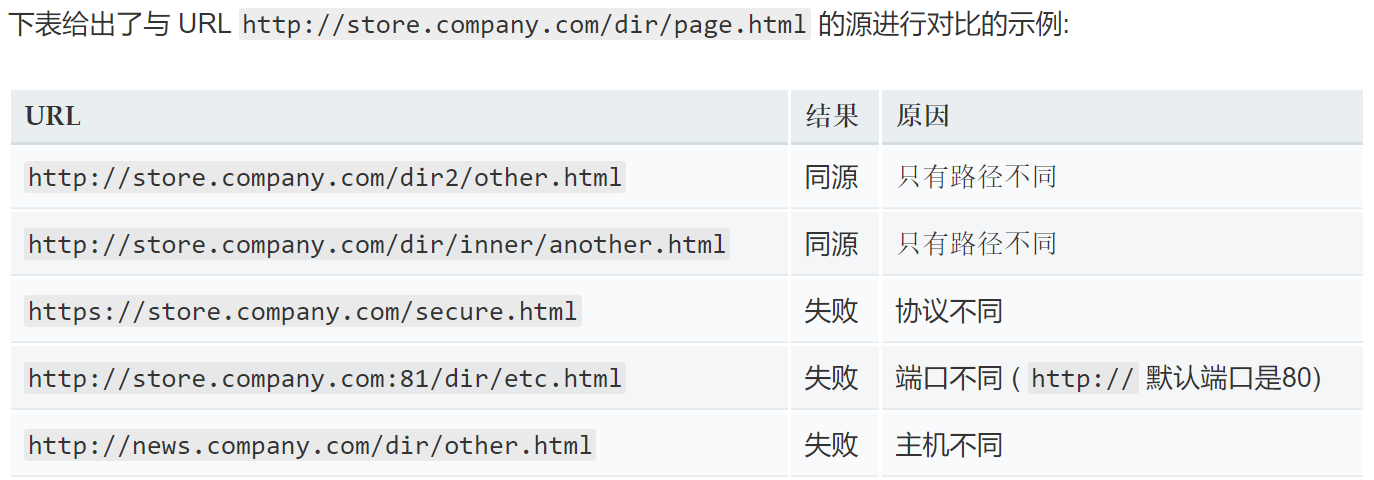 下表给出了与 URL http://store.company.com/dir/page.html 的源进行对比的示例:
URL 结果 原因
http://store.company.com/dir2/other.html 同源 只有路径不同
http://store.company.com/dir/inner/another.html 同源 只有路径不同
https://store.company.com/secure.html 失败 协议不同
http://store.company.com:81/dir/etc.html 失败 端口不同 ( http:// 默认端口是80)
http://news.company.com/dir/other.html 失败 主机不同